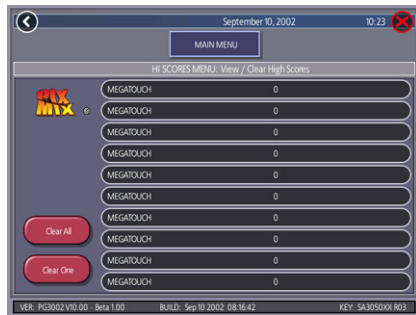 September 10, 2002 10:23
MAIN MENU
HI SCORES MENU: View / Clear High Scores
PIX MIX ®
MEGATOUCH 0
MEGATOUCH 0
MEGATOUCH 0
MEGATOUCH 0
MEGATOUCH 0
MEGATOUCH 0
MEGATOUCH 0
MEGATOUCH 0
MEGATOUCH 0
MEGATOUCH 0
Clear All
Clear One
VER: PG3002 V10.00 - Beta 1.00 BUILD: Sep 10 2002 08:16:42 KEY: SA3050XX R03